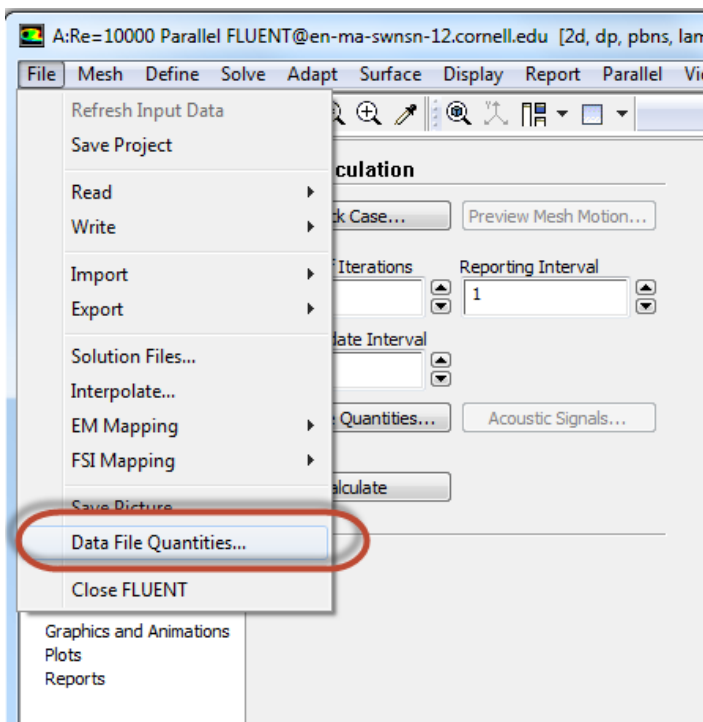 A:Re=10000 Parallel FLUENT@en-ma-swnsn-12.cornell.edu [2d, dp, pbns, lam
File Mesh Define Solve Adapt Surface Display Report Parallel Vi
Refresh Input Data
Save Project
Read
Write
Import
Export
Solution Files...
Interpolate...
EM Mapping
FSI Mapping
Save Picture
Data File Quantities...
Close FLUENT
culation
k Case... Preview Mesh Motion...
Iterations Reporting Interval
1
date Interval
Quantities... Acoustic Signals...
alculate
Graphics and Animations
Plots
Reports